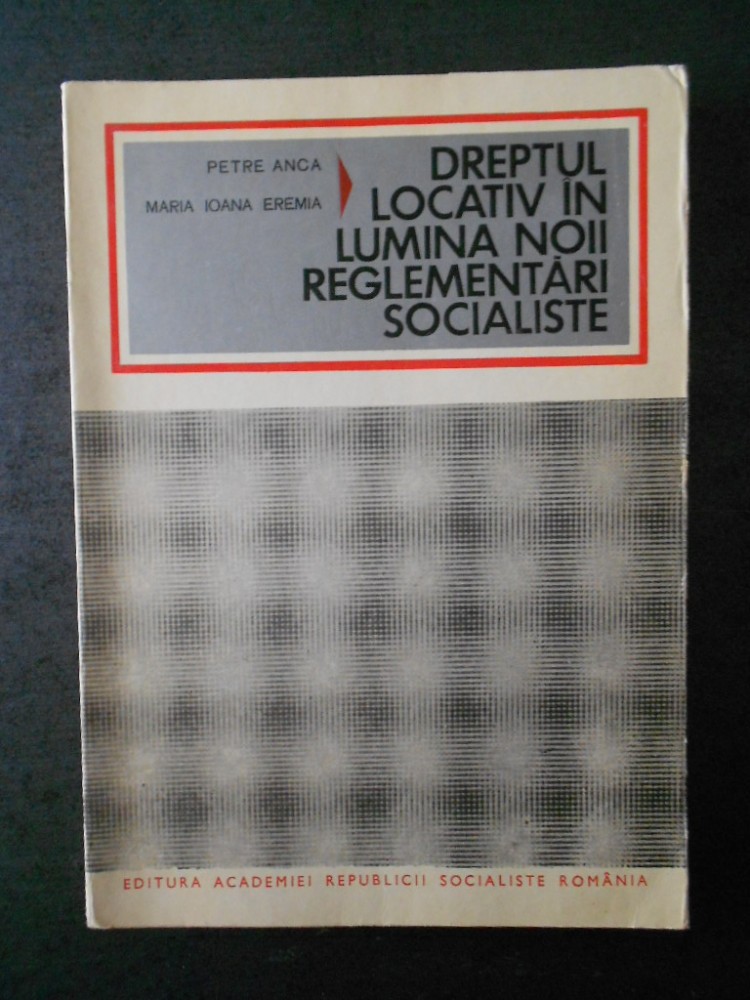 PETRE ANCA
MARIA IOANA EREMIA
DREPTUL
LOCATIV ÎN
LUMINA NOII
REGLEMENTĂRI
SOCIALISTE
EDITURA ACADEMIEI REPUBLICII SOCIALISTE ROMÂNIA